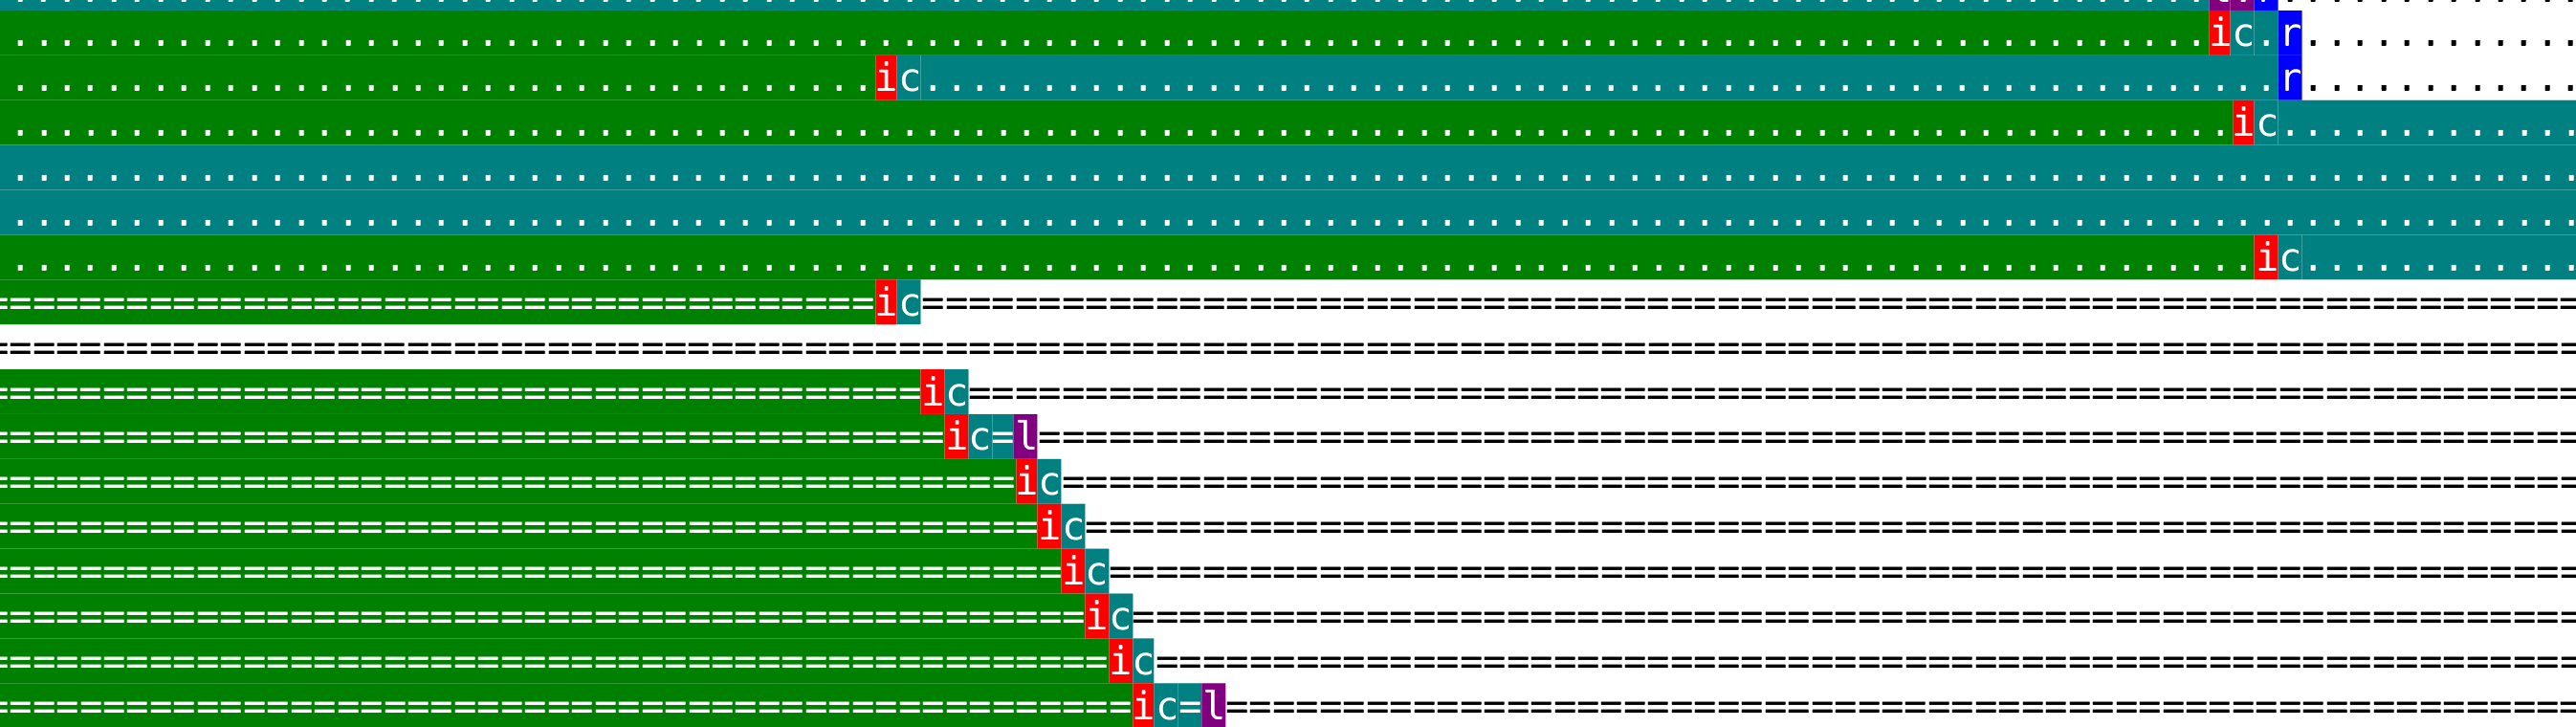 ..............................................................................................ic.r............
.....................................ic..........................................................r............
...............................................................................................ic.............
..............................................................................................................
..............................................................................................................
................................................................................................ic............
======================================ic=======================================================================
===============================================================================================================
========================================ic=====================================================================
=========================================ic=l==================================================================
============================================ic=================================================================
=============================================ic================================================================
==============================================ic===============================================================
===============================================ic==============================================================
================================================ic=============================================================
=================================================ic=l==========================================================